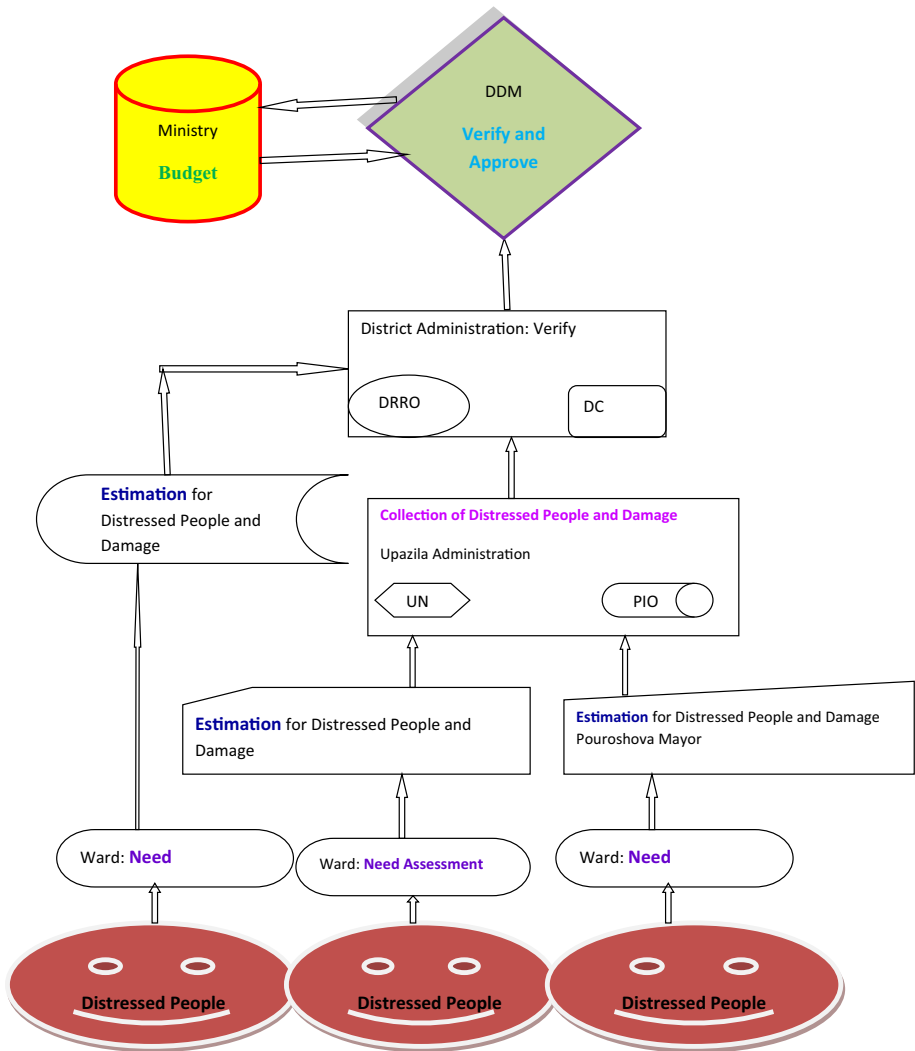 DDM
Verify and
Approve
Ministry
Budget
District Administration: Verify
DRRO
DC
Estimation for
Distressed People and
Damage
Collection of Distressed People and Damage
Upazila Administration
UN
PIO
Estimation for Distressed People and
Damage
Estimation for Distressed People and Damage
Pouroshova Mayor
Ward: Need
Ward: Need Assessment
Ward: Need
Distressed People
Distressed People
Distressed People